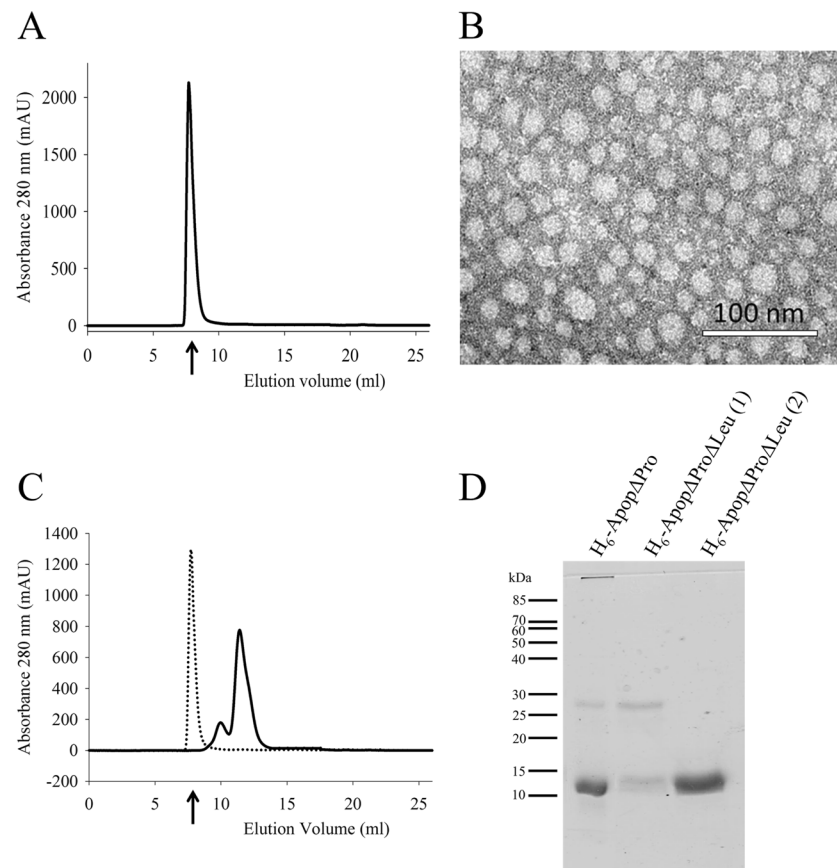 A
Absorbance 280 nm (mAU)
2000
1500
1000
500
0
0 5 10 15 20 25
Elution volume (ml)
B
100 nm
C
Absorbance 280 nm (mAU)
1400
1200
1000
800
600
400
200
0
-200
0 5 10 15 20 25
Elution Volume (ml)
D
H₆-ApopΔPro
H₆-ApopΔProΔLeu (1)
H₆-ApopΔProΔLeu (2)
kDa
85
70
60
50
40
30
25
20
15
10